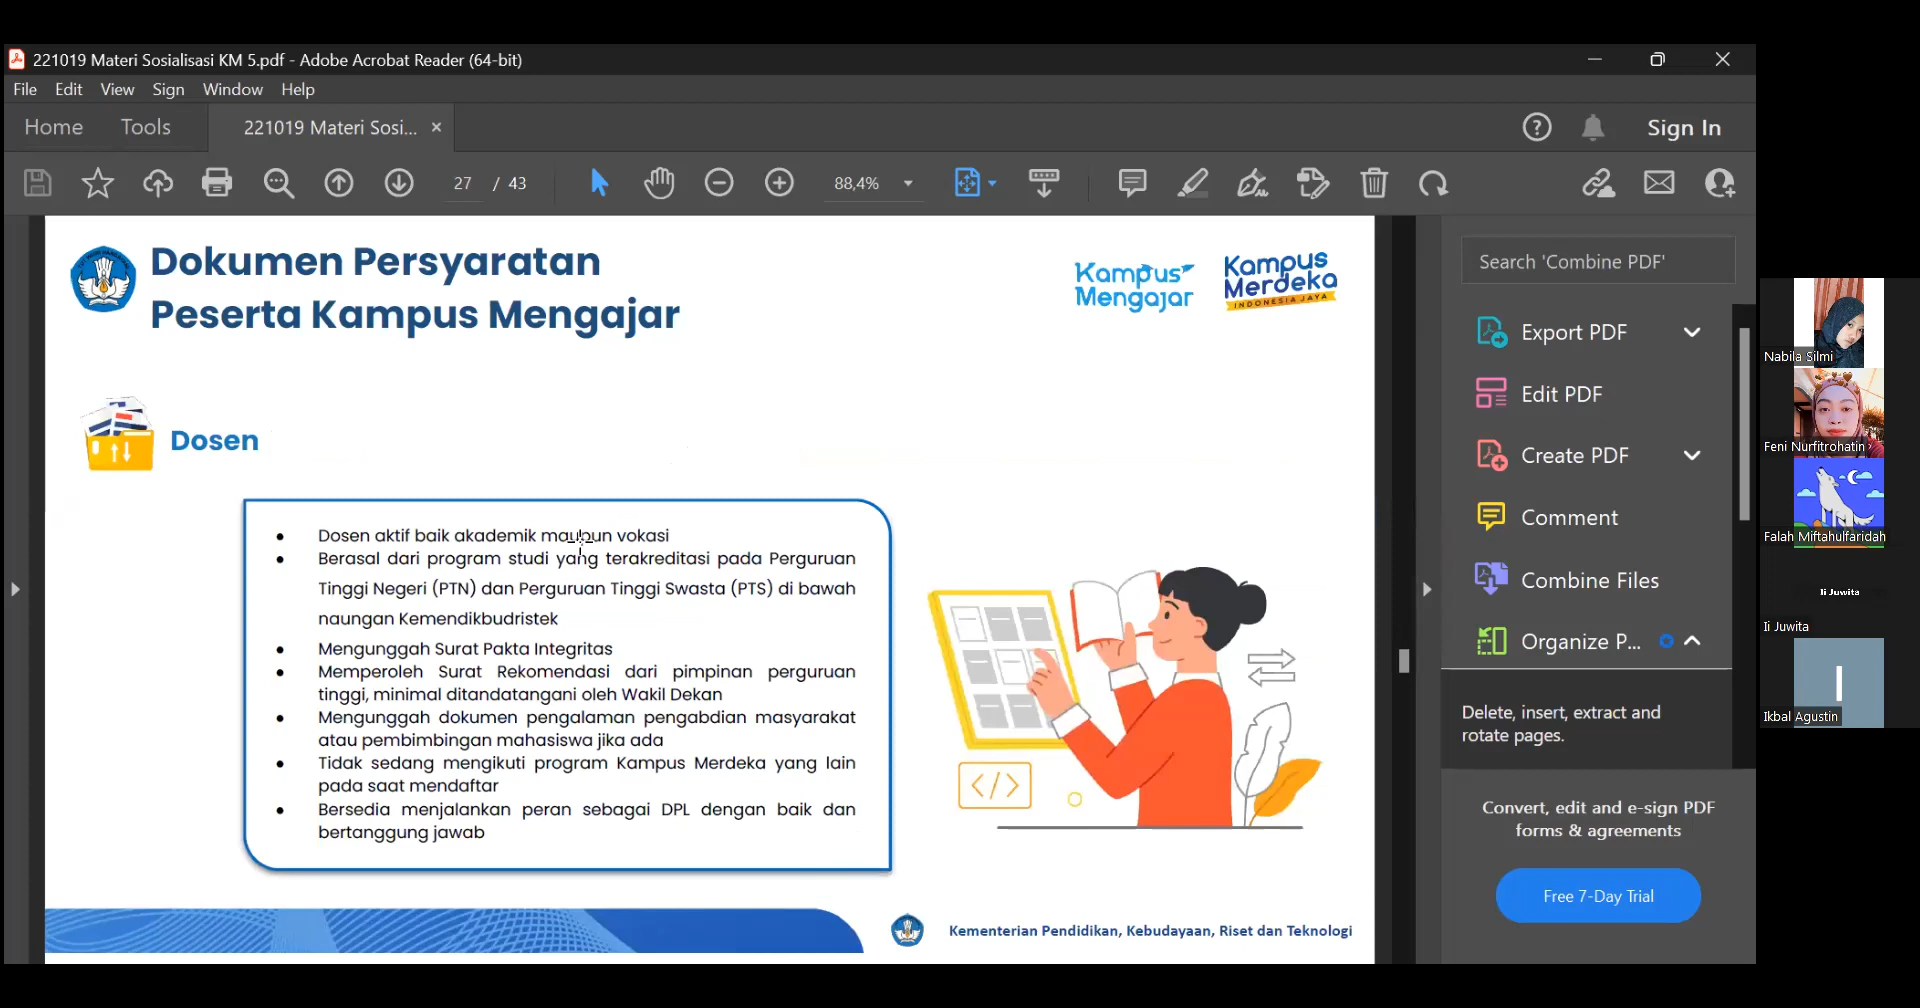 221019 Materi Sosialisasi KM 5.pdf - Adobe Acrobat Reader (64-bit)
File Edit View Sign Window Help
Home Tools 221019 Materi Sosi... × Sign In
27 / 43 88,4%
Dokumen Persyaratan
Peserta Kampus Mengajar
Kampus
Mengajar
Kampus
Merdeka
INDONESIA JAYA
Dosen
• Dosen aktif baik akademik maupun vokasi
• Berasal dari program studi yang terakreditasi pada Perguruan
Tinggi Negeri (PTN) dan Perguruan Tinggi Swasta (PTS) di bawah
naungan Kemendikbudristek
• Mengunggah Surat Pakta Integritas
• Memperoleh Surat Rekomendasi dari pimpinan perguruan
tinggi, minimal ditandatangani oleh Wakil Dekan
• Mengunggah dokumen pengalaman pengabdian masyarakat
atau pembimbingan mahasiswa jika ada
• Tidak sedang mengikuti program Kampus Merdeka yang lain
pada saat mendaftar
• Bersedia menjalankan peran sebagai DPL dengan baik dan
bertanggung jawab
</>
Kementerian Pendidikan, Kebudayaan, Riset dan Teknologi
Search 'Combine PDF'
Export PDF
Edit PDF
Create PDF
Comment
Combine Files
Organize P...
Delete, insert, extract and
rotate pages.
Convert, edit and e-sign PDF
forms & agreements
Free 7-Day Trial
Nabila Silmi
Feni Nurfitrohatin
Falah Miftahulfaridah
Ii Juwita
Ii Juwita
I
Ikbal Agustin